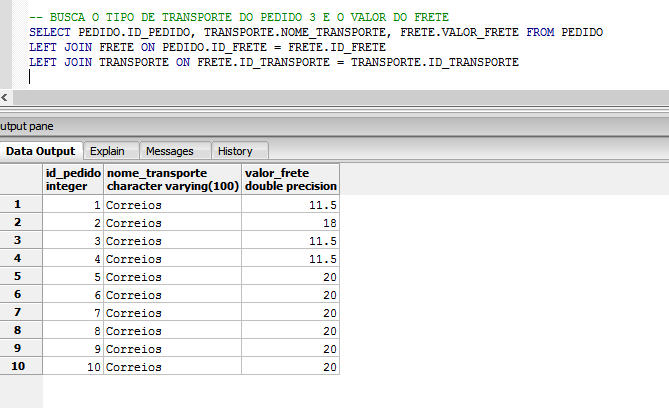 -- BUSCA O TIPO DE TRANSPORTE DO PEDIDO 3 E O VALOR DO FRETE
SELECT PEDIDO.ID_PEDIDO, TRANSPORTE.NOME_TRANSPORTE, FRETE.VALOR_FRETE FROM PEDIDO
LEFT JOIN FRETE ON PEDIDO.ID_FRETE = FRETE.ID_FRETE
LEFT JOIN TRANSPORTE ON FRETE.ID_TRANSPORTE = TRANSPORTE.ID_TRANSPORTE
utput pane
Data Output Explain Messages History
id_pedido nome_transporte valor_frete
integer character varying(100) double precision
1 1 Correios 11.5
2 2 Correios 18
3 3 Correios 11.5
4 4 Correios 11.5
5 5 Correios 20
6 6 Correios 20
7 7 Correios 20
8 8 Correios 20
9 9 Correios 20
10 10 Correios 20